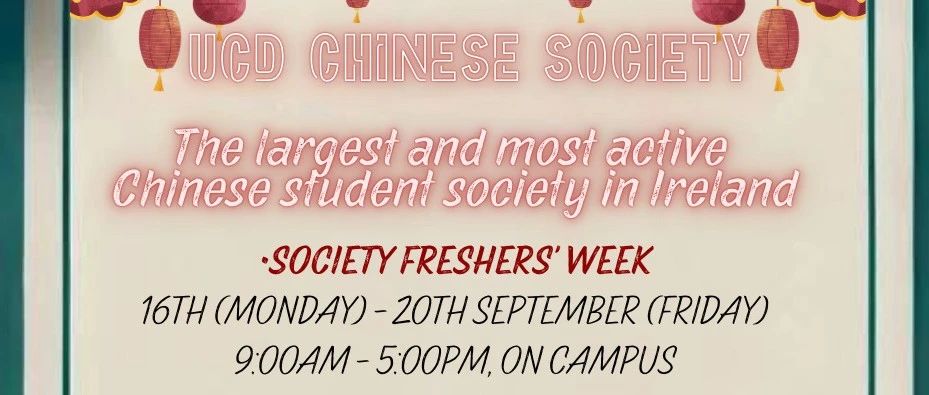 UCD CHINESE SOCIETY
The largest and most active
Chinese student society in Ireland
·SOCIETY FRESHERS' WEEK
16TH (MONDAY) - 20TH SEPTEMBER (FRIDAY)
9:00AM - 5:00PM, ON CAMPUS